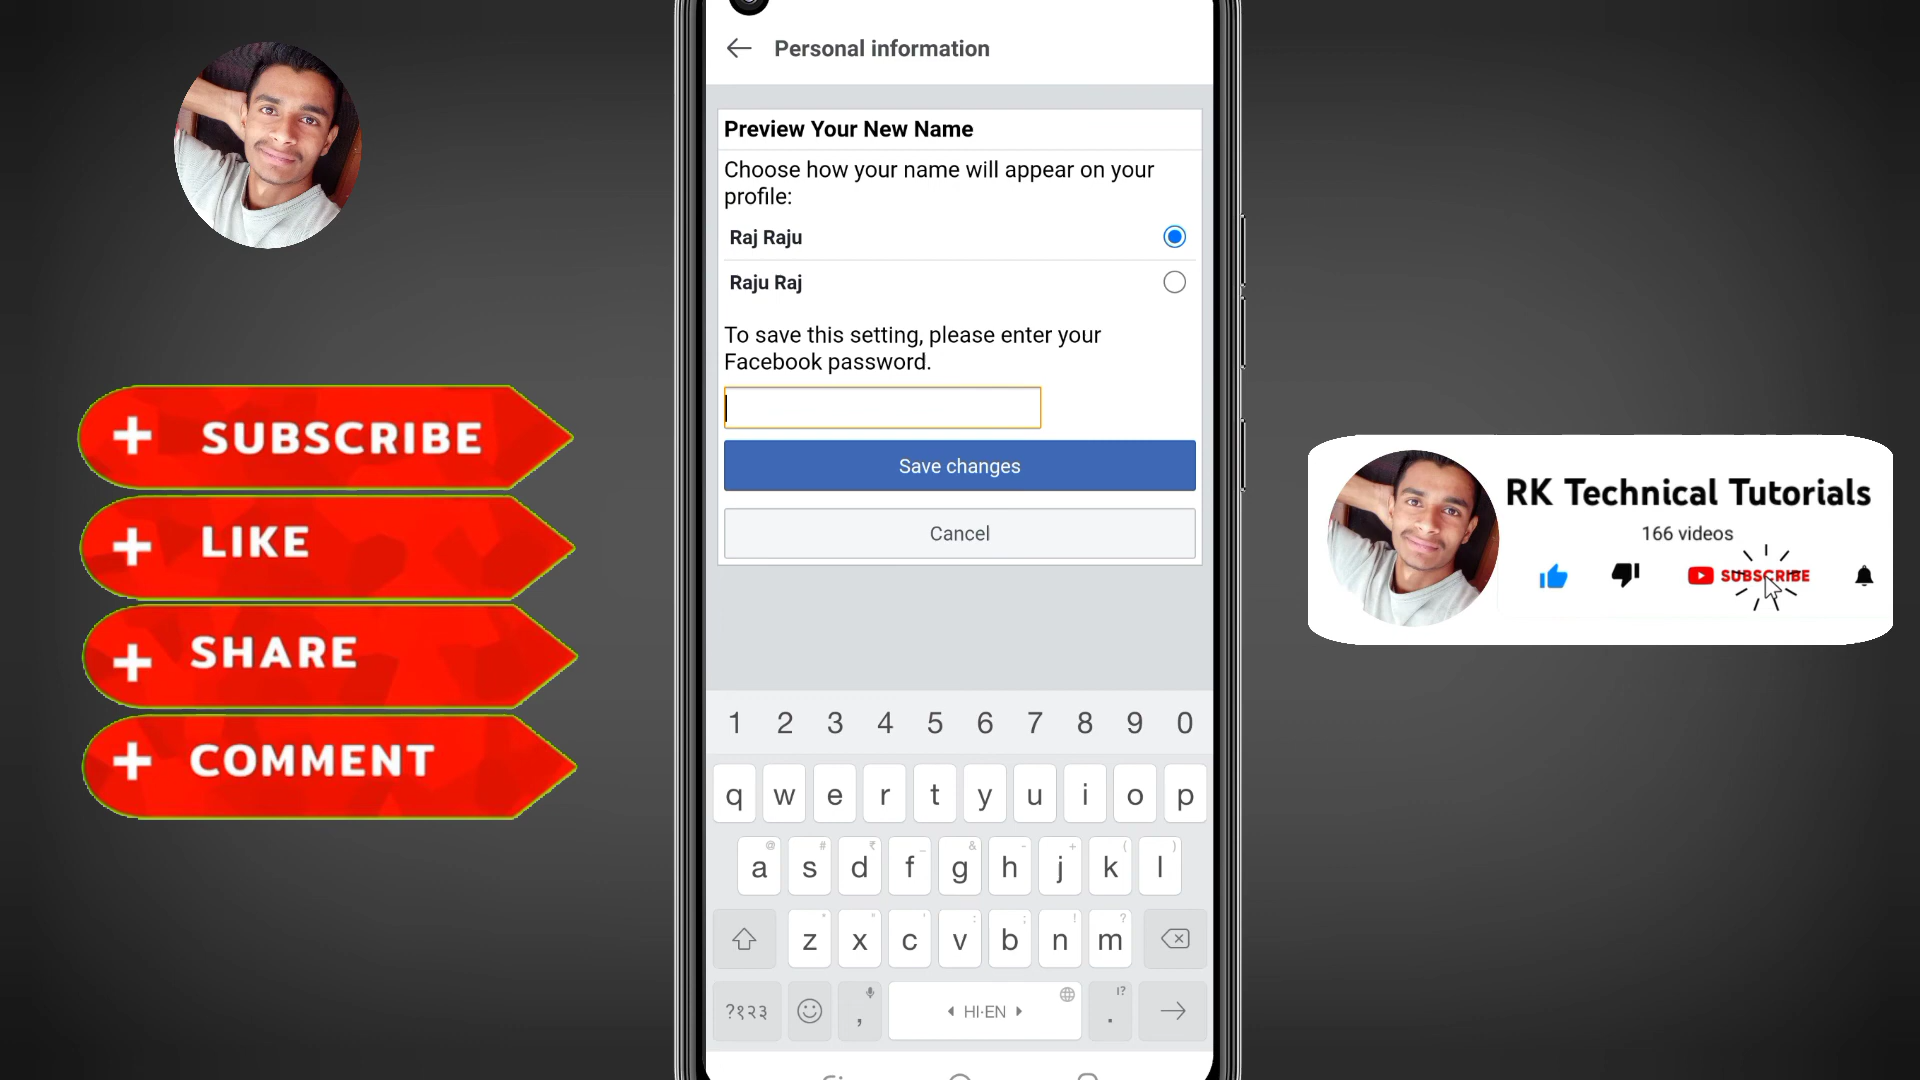 Personal information
Preview Your New Name
Choose how your name will appear on your
profile:
Raj Raju
Raju Raj
To save this setting, please enter your
Facebook password.
Save changes
Cancel
+ SUBSCRIBE
+ LIKE
+ SHARE
+ COMMENT
RK Technical Tutorials
166 videos
SUBSCRIBE
1 2 3 4 5 6 7 8 9 0
q w e r t y u i o p
@ # ₹ _ & - + ( )
a s d f g h j k l
z x c v b n m
?१२३ , HI·EN .